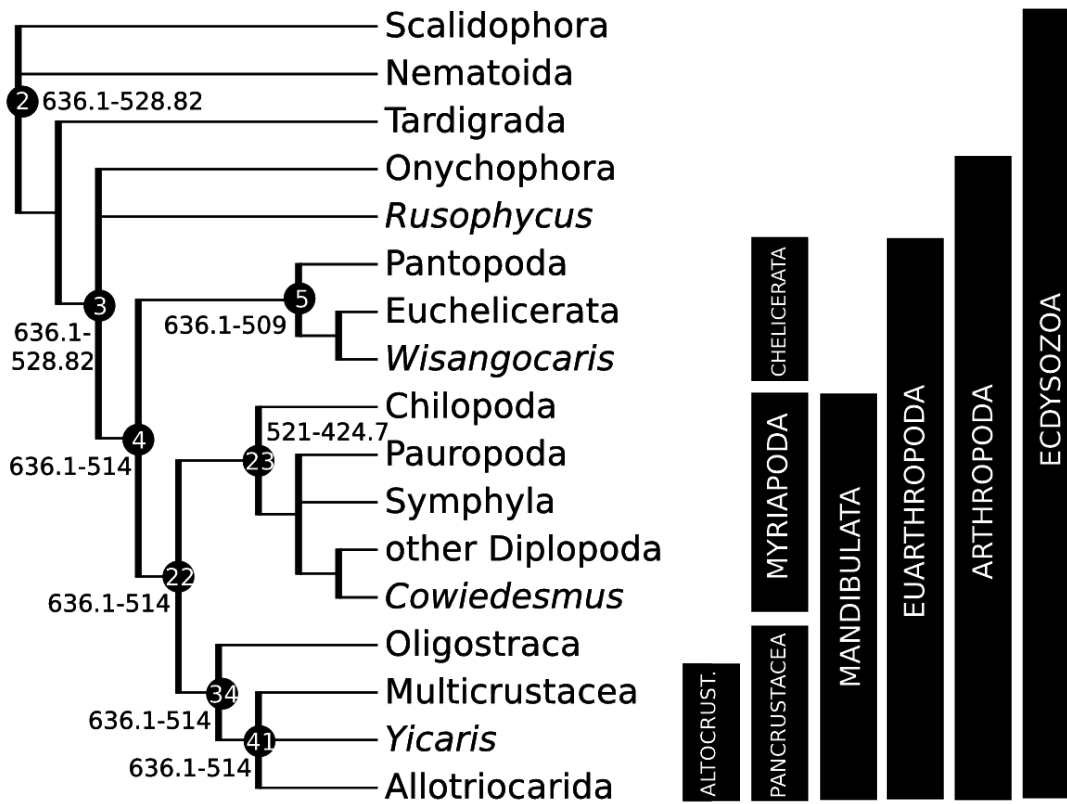 Scalidophora
Nematoida
2
636.1-528.82
Tardigrada
Onychophora
Rusophycus
Pantopoda
3
5
636.1-
528.82
636.1-509
Euchelicerata
Wisangocaris
Chilopoda
521-424.7
4
636.1-514
23
Pauropoda
Symphyla
other Diplopoda
22
636.1-514
Cowiedesmus
Oligostraca
34
636.1-514
Multicrustacea
Yicaris
41
636.1-514
Allotriocarida
ALTOCRUST.
CHELICERATA
MYRIAPODA
PANCRUSTACEA
MANDIBULATA
EUARTHROPODA
ARTHROPODA
ECDYSOZOA